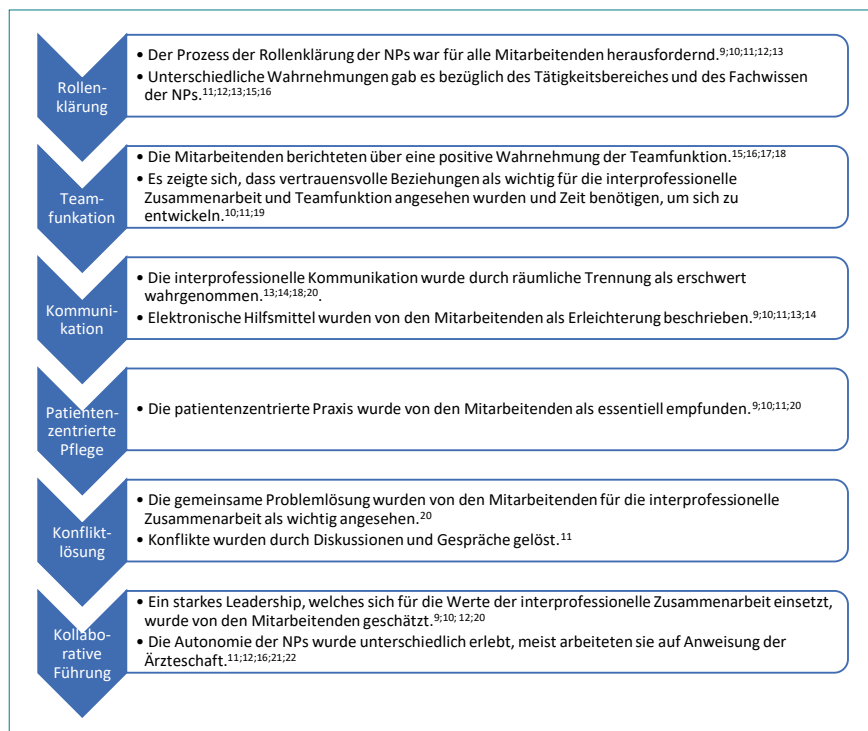 Rollen-
klärung
• Der Prozess der Rollenklärung der NPs war für alle Mitarbeitenden herausfordernd.9;10;11;12;13
• Unterschiedliche Wahrnehmungen gab es bezüglich des Tätigkeitsbereiches und des Fachwissen
der NPs.11;12;13;15;16
Team-
funkation
• Die Mitarbeitenden berichteten über eine positive Wahrnehmung der Teamfunktion.15;16;17;18
• Es zeigte sich, dass vertrauensvolle Beziehungen als wichtig für die interprofessionelle
Zusammenarbeit und Teamfunktion angesehen wurden und Zeit benötigen, um sich zu
entwickeln.10;11;19
Kommuni-
kation
• Die interprofessionelle Kommunikation wurde durch räumliche Trennung als erschwert
wahrgenommen.13;14;18;20.
• Elektronische Hilfsmittel wurden von den Mitarbeitenden als Erleichterung beschrieben.9;10;11;13;14
Patienten-
zentrierte
Pflege
• Die patientenzentrierte Praxis wurde von den Mitarbeitenden als essentiell empfunden.9;10;11;20
Konflikt-
lösung
• Die gemeinsame Problemlösung wurden von den Mitarbeitenden für die interprofessionelle
Zusammenarbeit als wichtig angesehen.20
• Konflikte wurden durch Diskussionen und Gespräche gelöst.11
Kollabo-
rative
Führung
• Ein starkes Leadership, welches sich für die Werte der interprofessionelle Zusammenarbeit einsetzt,
wurde von den Mitarbeitenden geschätzt.9;10; 12;20
• Die Autonomie der NPs wurde unterschiedlich erlebt, meist arbeiteten sie auf Anweisung der
Ärzteschaft.11;12;16;21;22